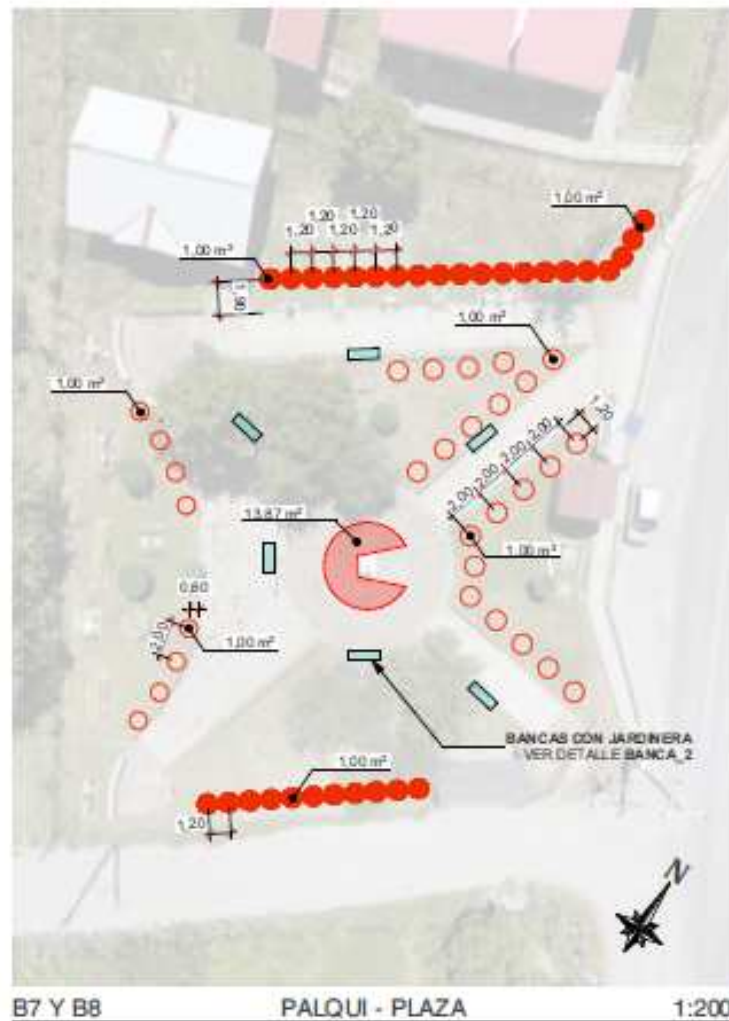 1,00 m²
1,20 1,20
1,20 1,20 1,20
1,00 m²
1,00 m²
1,00 m²
1,20
2,00 2,00 2,00 2,00
13,87 m²
1,00 m²
0,60
2,00
1,00 m²
BANCAS CON JARDINERA
VER DETALLE BANCA_2
1,00 m²
1,20
N
B7 Y B8 PALQUI - PLAZA 1:200